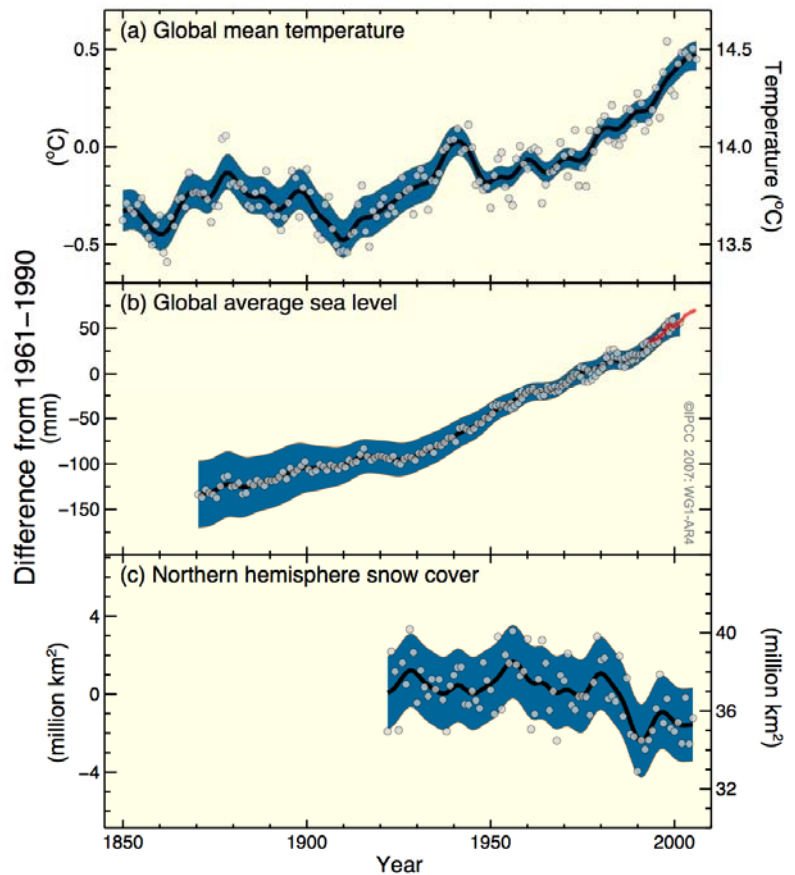 (a) Global mean temperature
0.5
0.0
−0.5
(°C)
14.5
14.0
13.5
Temperature (°C)
Difference from 1961−1990
(b) Global average sea level
50
0
−50
−100
−150
(mm)
©IPCC 2007: WG1-AR4
(c) Northern hemisphere snow cover
4
0
−4
(million km²)
40
36
32
(million km²)
1850
1900
1950
2000
Year